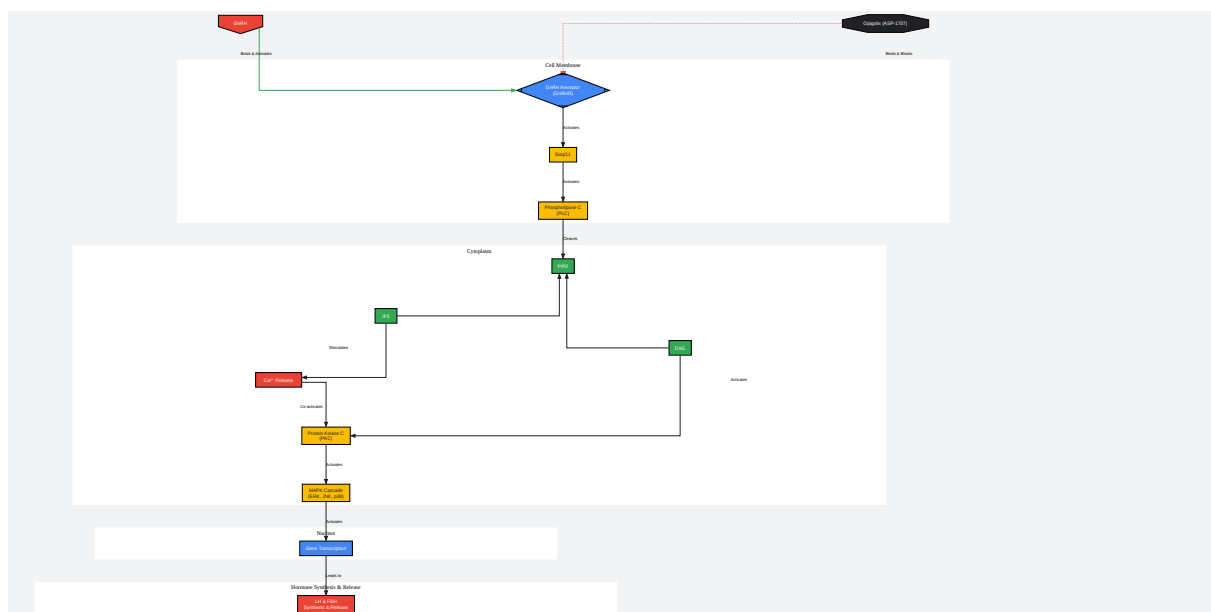 GnRH
Opigolix (ASP-1707)
Binds & Activates
Binds & Blocks
Cell Membrane
GnRH Receptor
(GnRHR)
Activates
Gαq/11
Activates
Phospholipase C
(PLC)
Cleaves
Cytoplasm
PIP2
IP3
Stimulates
DAG
Ca²⁺ Release
Activates
Co-activates
Protein Kinase C
(PKC)
Activates
MAPK Cascade
(ERK, JNK, p38)
Activates
Nucleus
Gene Transcription
Leads to
Hormone Synthesis & Release
LH & FSH
Synthesis & Release